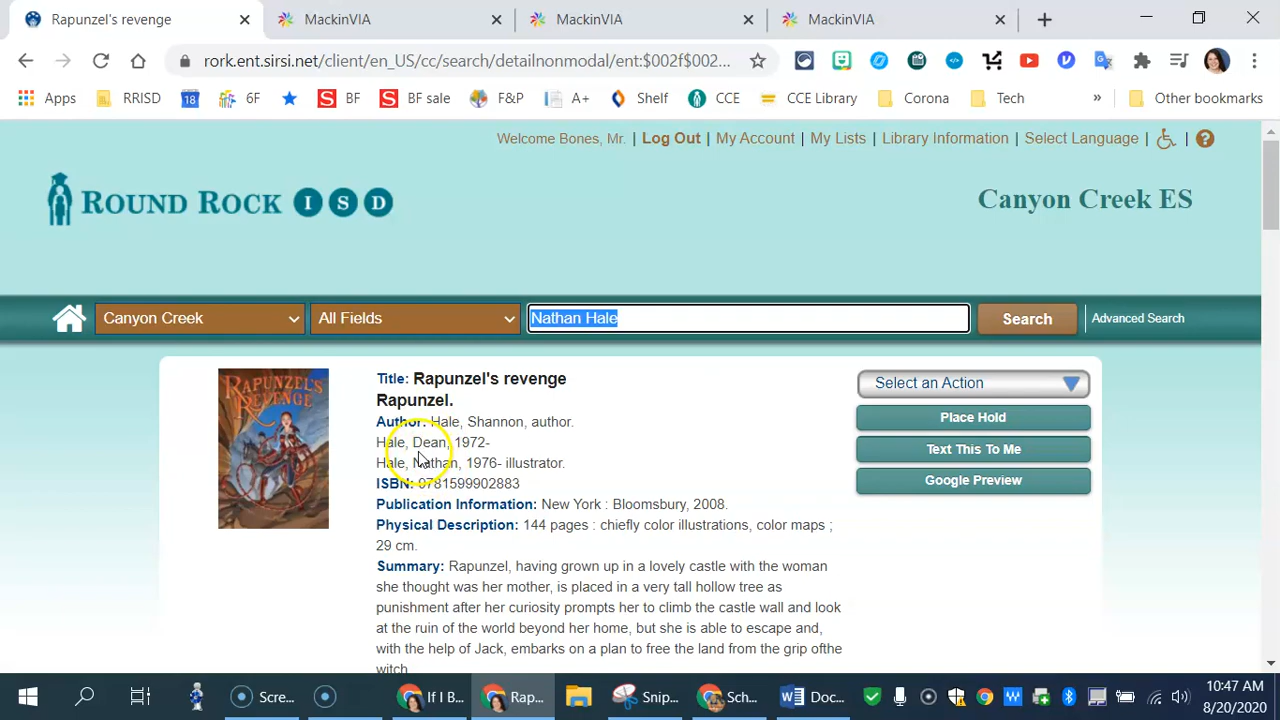 Rapunzel's revenge
MackinVIA
MackinVIA
MackinVIA
rork.ent.sirsi.net/client/en_US/cc/search/detailnonmodal/ent:$002f$002...
Apps
RRISD
18
6F
BF
BF sale
F&P
A+
Shelf
CCE
CCE Library
Corona
Tech
»
Other bookmarks
Welcome Bones, Mr. | Log Out | My Account | My Lists | Library Information | Select Language | | ?
ROUND ROCK I S D
Canyon Creek ES
Canyon Creek
All Fields
Nathan Hale
Search
Advanced Search
RAPUNZEL'S REVENGE
Title: Rapunzel's revenge
Rapunzel.
Author: Hale, Shannon, author.
Hale, Dean, 1972-
Hale, Nathan, 1976- illustrator.
ISBN: 9781599902883
Publication Information: New York : Bloomsbury, 2008.
Physical Description: 144 pages : chiefly color illustrations, color maps ;
29 cm.
Summary: Rapunzel, having grown up in a lovely castle with the woman
she thought was her mother, is placed in a very tall hollow tree as
punishment after her curiosity prompts her to climb the castle wall and look
at the ruin of the world beyond her home, but she is able to escape and,
with the help of Jack, embarks on a plan to free the land from the grip ofthe
witch.
Select an Action
Place Hold
Text This To Me
Google Preview
Scre...
If I B...
Rap...
Snip...
Sch...
Doc...
10:47 AM
8/20/2020